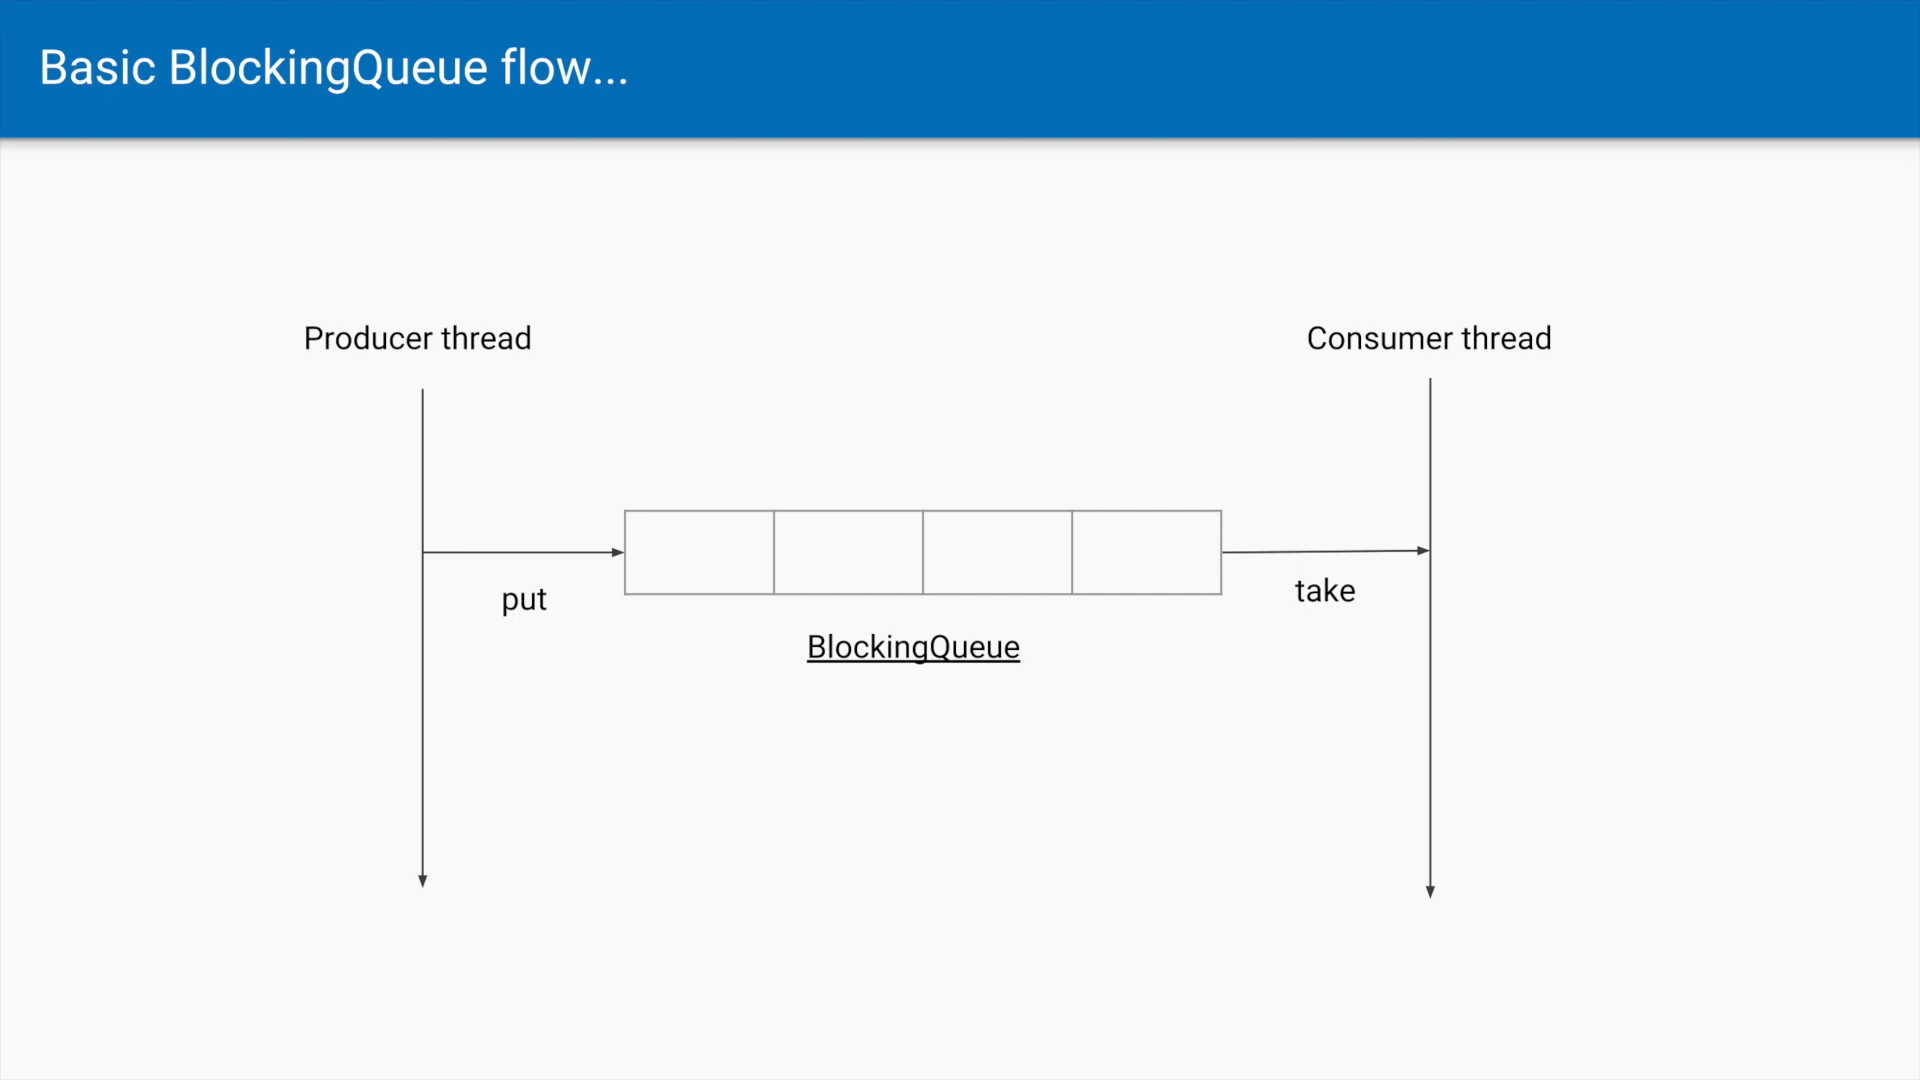 Basic BlockingQueue flow...
Producer thread
Consumer thread
put
take
BlockingQueue